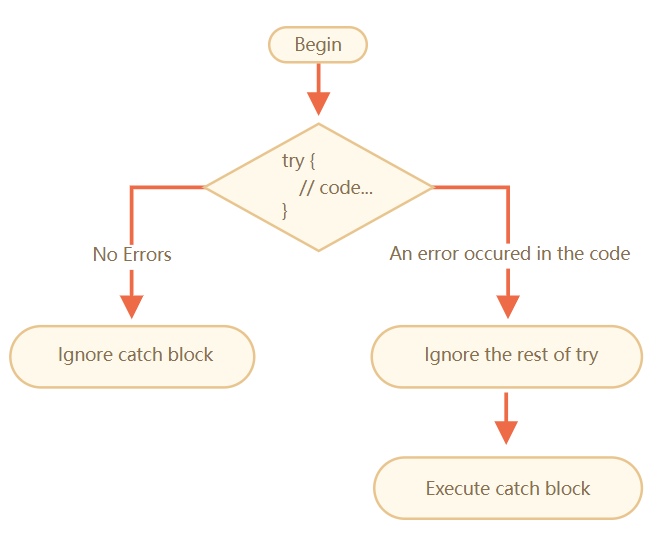 Begin
try {
// code...
}
No Errors
An error occured in the code
Ignore catch block
Ignore the rest of try
Execute catch block